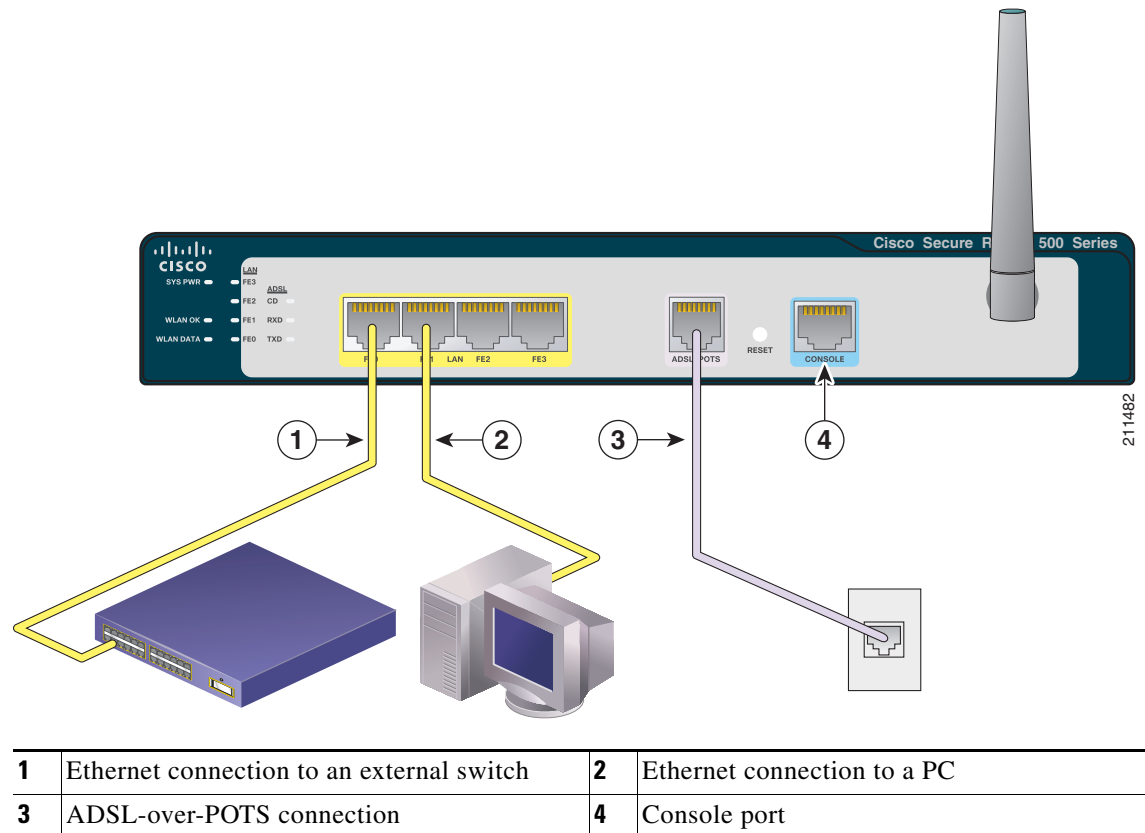 Cisco Secure R 500 Series
CISCO
SYS PWR
WLAN OK
WLAN DATA
LAN
FE3
FE2
FE1
FE0
ADSL
CD
RXD
TXD
LAN FE2 FE3
ADSL POTS
RESET
CONSOLE
1
2
3
4
211482
1 Ethernet connection to an external switch 2 Ethernet connection to a PC
3 ADSL-over-POTS connection 4 Console port